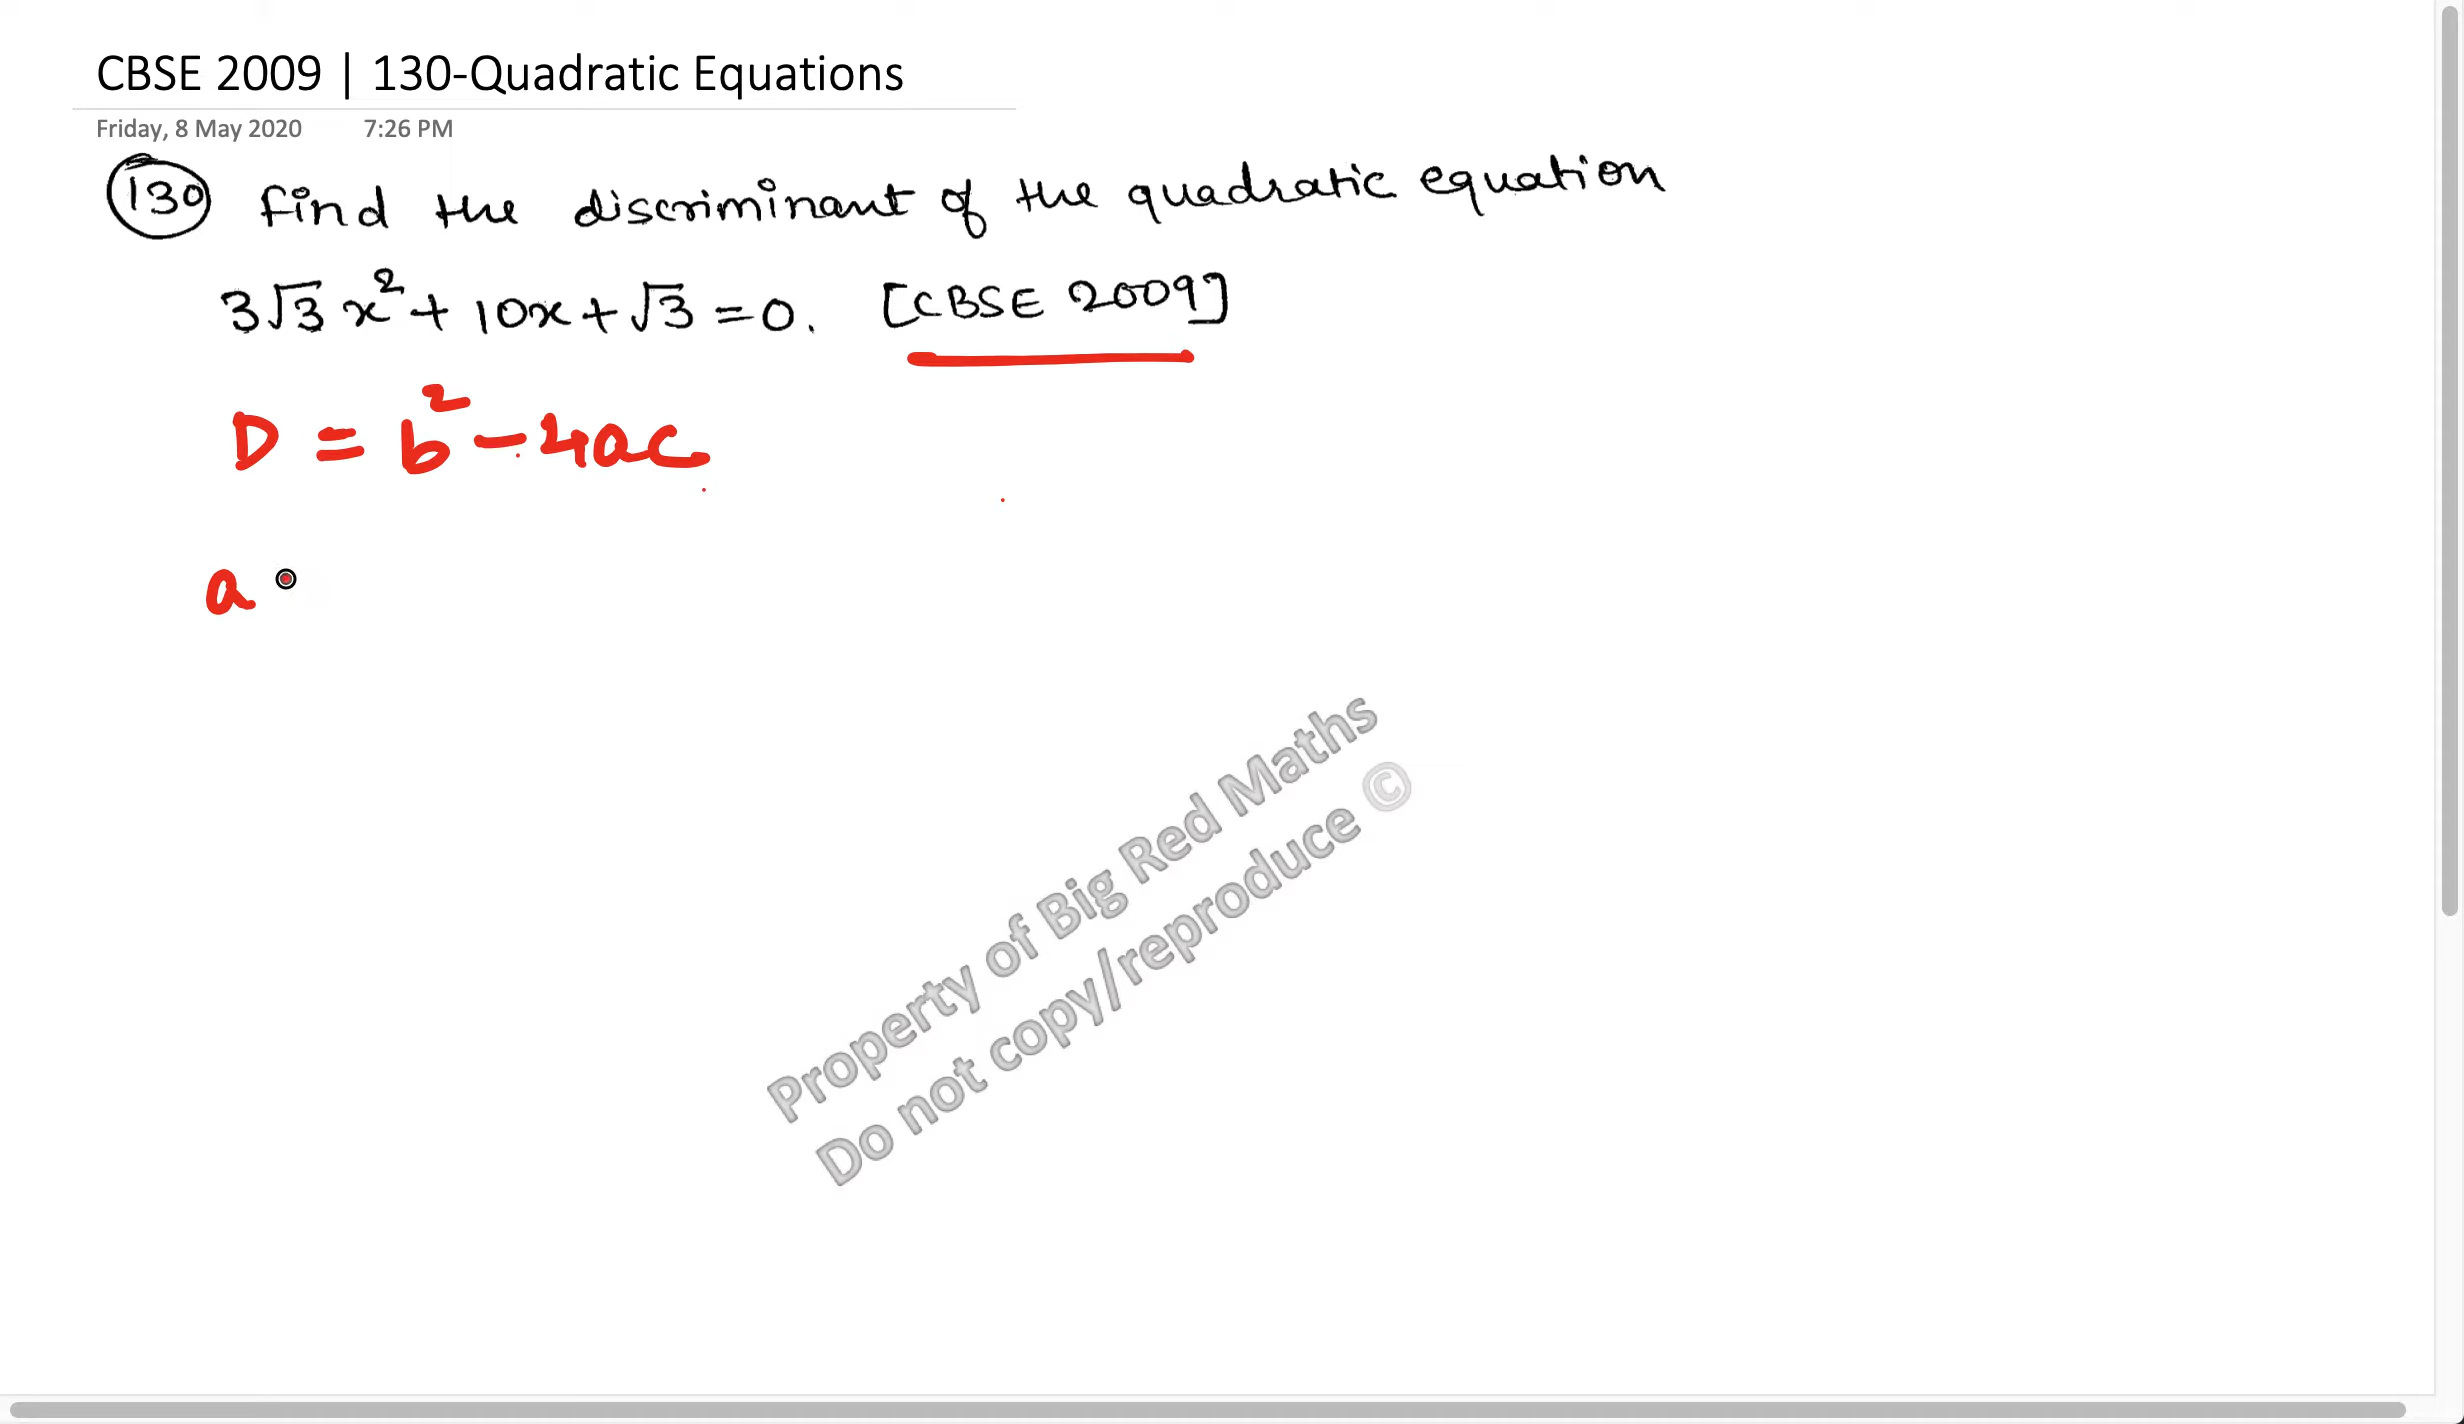 CBSE 2009 | 130-Quadratic Equations
Friday, 8 May 2020 7:26 PM
130 Find the discriminant of the quadratic equation
3√3 x² + 10x + √3 = 0. [CBSE 2009]
D = b² - 4ac
a
Property of Big Red Maths
Do not copy/reproduce ©